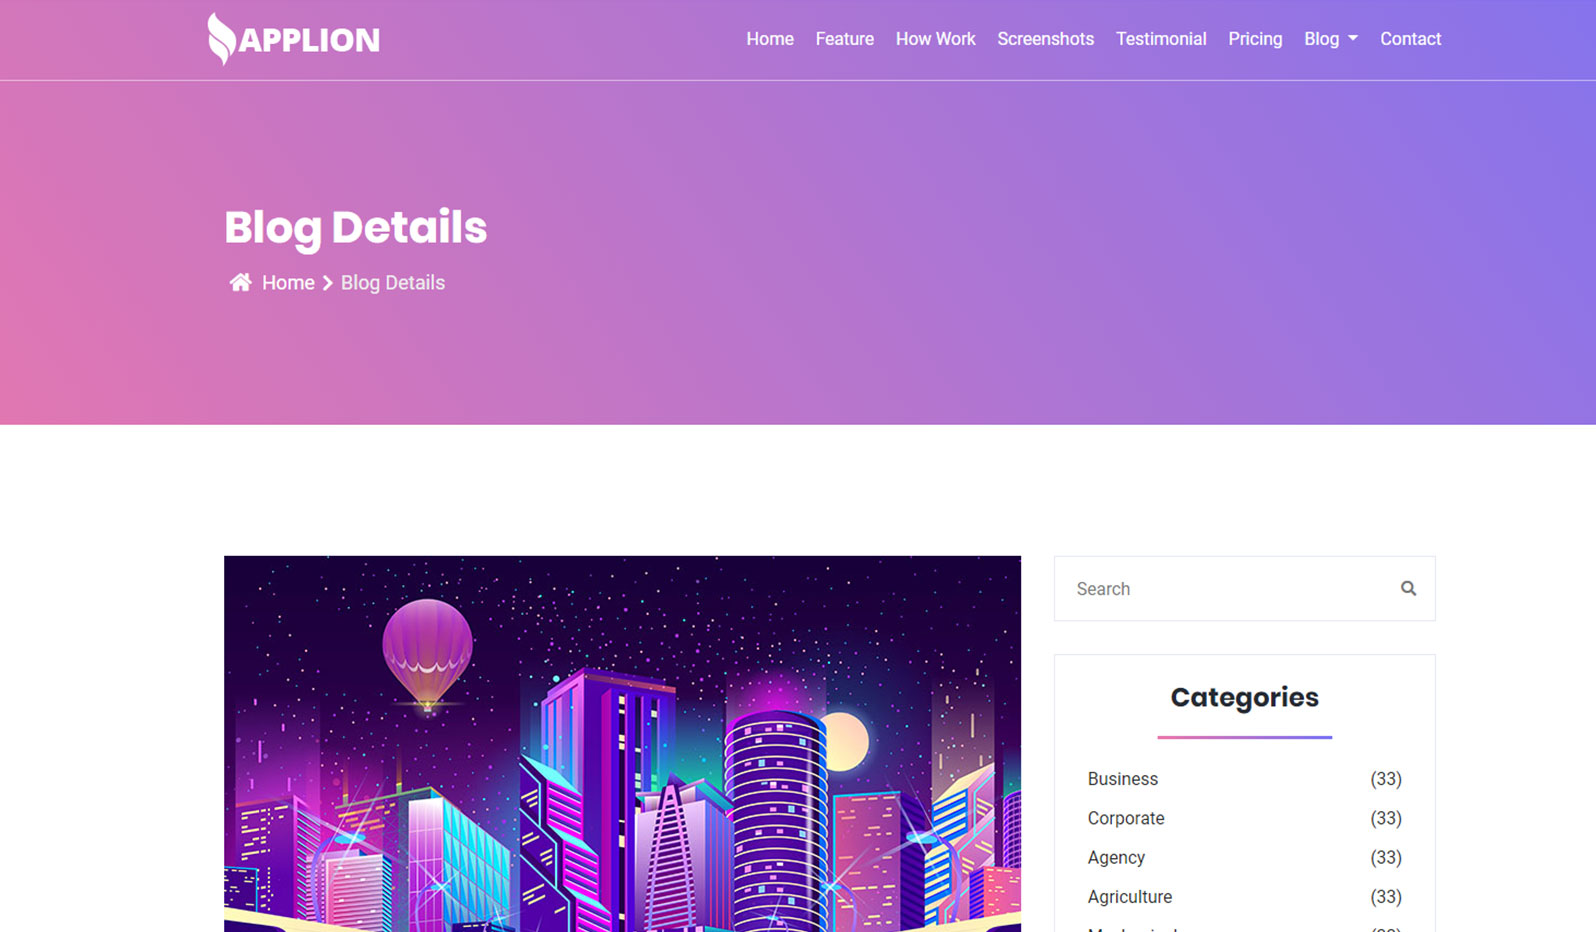 APPLION
Home Feature How Work Screenshots Testimonial Pricing Blog Contact
Blog Details
Home Blog Details
Search
Categories
Business (33)
Corporate (33)
Agency (33)
Agriculture (33)